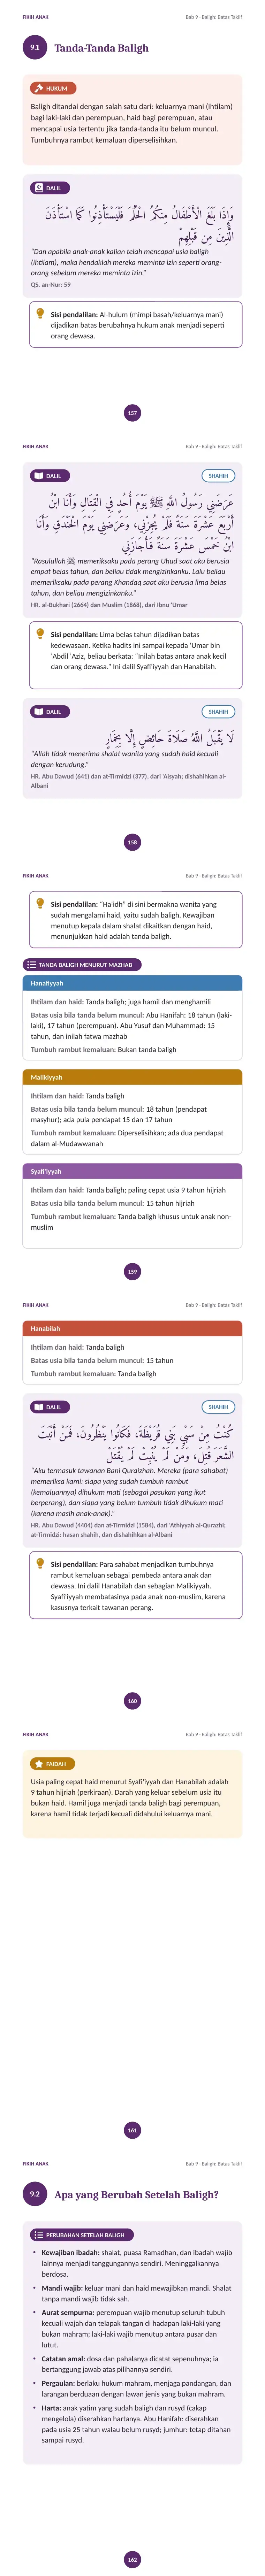 FIKIH ANAK
Bab 9 · Baligh: Batas Taklif
9.1
Tanda-Tanda Baligh
HUKUM
Baligh ditandai dengan salah satu dari: keluarnya mani (ihtilam)
bagi laki-laki dan perempuan, haid bagi perempuan, atau
mencapai usia tertentu jika tanda-tanda itu belum muncul.
Tumbuhnya rambut kemaluan diperselisihkan.
DALIL
وَإِذَا بَلَغَ الْأَطْفَالُ مِنكُمُ الْحُلُمَ فَلْيَسْتَأْذِنُوا كَمَا اسْتَأْذَنَ
الَّذِينَ مِن قَبْلِهِمْ
"Dan apabila anak-anak kalian telah mencapai usia baligh
(ihtilam), maka hendaklah mereka meminta izin seperti orang-
orang sebelum mereka meminta izin."
QS. an-Nur: 59
Sisi pendalilan: Al-hulum (mimpi basah/keluarnya mani)
dijadikan batas berubahnya hukum anak menjadi seperti
orang dewasa.
157
FIKIH ANAK
Bab 9 · Baligh: Batas Taklif
DALIL
SHAHIH
عَرَضَنِي رَسُولُ اللَّهِ ﷺ يَوْمَ أُحُدٍ فِي الْقِتَالِ وَأَنَا ابْنُ
أَرْبَعَ عَشْرَةَ سَنَةً فَلَمْ يُجِزْنِي، وَعَرَضَنِي يَوْمَ الْخَنْدَقِ وَأَنَا
ابْنُ خَمْسَ عَشْرَةَ سَنَةً فَأَجَازَنِي
"Rasulullah ﷺ memeriksaku pada perang Uhud saat aku berusia
empat belas tahun, dan beliau tidak mengizinkanku. Lalu beliau
memeriksaku pada perang Khandaq saat aku berusia lima belas
tahun, dan beliau mengizinkanku."
HR. al-Bukhari (2664) dan Muslim (1868), dari Ibnu 'Umar
Sisi pendalilan: Lima belas tahun dijadikan batas
kedewasaan. Ketika hadits ini sampai kepada 'Umar bin
'Abdil 'Aziz, beliau berkata: "Inilah batas antara anak kecil
dan orang dewasa." Ini dalil Syafi'iyyah dan Hanabilah.
DALIL
SHAHIH
لَا يَقْبَلُ اللَّهُ صَلَاةَ حَائِضٍ إِلَّا بِخِمَارٍ
"Allah tidak menerima shalat wanita yang sudah haid kecuali
dengan kerudung."
HR. Abu Dawud (641) dan at-Tirmidzi (377), dari 'Aisyah; dishahihkan al-
Albani
158
FIKIH ANAK
Bab 9 · Baligh: Batas Taklif
Sisi pendalilan: "Ha'idh" di sini bermakna wanita yang
sudah mengalami haid, yaitu sudah baligh. Kewajiban
menutup kepala dalam shalat dikaitkan dengan haid,
menunjukkan haid adalah tanda baligh.
TANDA BALIGH MENURUT MAZHAB
Hanafiyyah
Ihtilam dan haid: Tanda baligh; juga hamil dan menghamili
Batas usia bila tanda belum muncul: Abu Hanifah: 18 tahun (laki-
laki), 17 tahun (perempuan). Abu Yusuf dan Muhammad: 15
tahun, dan inilah fatwa mazhab
Tumbuh rambut kemaluan: Bukan tanda baligh
Malikiyyah
Ihtilam dan haid: Tanda baligh
Batas usia bila tanda belum muncul: 18 tahun (pendapat
masyhur); ada pula pendapat 15 dan 17 tahun
Tumbuh rambut kemaluan: Diperselisihkan; ada dua pendapat
dalam al-Mudawwanah
Syafi'iyyah
Ihtilam dan haid: Tanda baligh; paling cepat usia 9 tahun hijriah
Batas usia bila tanda belum muncul: 15 tahun hijriah
Tumbuh rambut kemaluan: Tanda baligh khusus untuk anak non-
muslim
159
FIKIH ANAK
Bab 9 · Baligh: Batas Taklif
Hanabilah
Ihtilam dan haid: Tanda baligh
Batas usia bila tanda belum muncul: 15 tahun
Tumbuh rambut kemaluan: Tanda baligh
DALIL
SHAHIH
كُنْتُ مِنْ سَبْيِ بَنِي قُرَيْظَةَ، فَكَانُوا يَنْظُرُونَ، فَمَنْ أَنْبَتَ
الشَّعَرَ قُتِلَ، وَمَنْ لَمْ يُنْبِتْ لَمْ يُقْتَلْ
"Aku termasuk tawanan Bani Quraizhah. Mereka (para sahabat)
memeriksa kami: siapa yang sudah tumbuh rambut
(kemaluannya) dihukum mati (sebagai pasukan yang ikut
berperang), dan siapa yang belum tumbuh tidak dihukum mati
(karena masih anak-anak)."
HR. Abu Dawud (4404) dan at-Tirmidzi (1584), dari 'Athiyyah al-Qurazhi;
at-Tirmidzi: hasan shahih, dan dishahihkan al-Albani
Sisi pendalilan: Para sahabat menjadikan tumbuhnya
rambut kemaluan sebagai pembeda antara anak dan
dewasa. Ini dalil Hanabilah dan sebagian Malikiyyah.
Syafi'iyyah membatasinya pada anak non-muslim, karena
kasusnya terkait tawanan perang.
160
FIKIH ANAK
Bab 9 · Baligh: Batas Taklif
FAIDAH
Usia paling cepat haid menurut Syafi'iyyah dan Hanabilah adalah
9 tahun hijriah (perkiraan). Darah yang keluar sebelum usia itu
bukan haid. Hamil juga menjadi tanda baligh bagi perempuan,
karena hamil tidak terjadi kecuali didahului keluarnya mani.
161
FIKIH ANAK
Bab 9 · Baligh: Batas Taklif
9.2
Apa yang Berubah Setelah Baligh?
PERUBAHAN SETELAH BALIGH
• Kewajiban ibadah: shalat, puasa Ramadhan, dan ibadah wajib
lainnya menjadi tanggungannya sendiri. Meninggalkannya
berdosa.
• Mandi wajib: keluar mani dan haid mewajibkan mandi. Shalat
tanpa mandi wajib tidak sah.
• Aurat sempurna: perempuan wajib menutup seluruh tubuh
kecuali wajah dan telapak tangan di hadapan laki-laki yang
bukan mahram; laki-laki wajib menutup antara pusar dan
lutut.
• Catatan amal: dosa dan pahalanya dicatat sepenuhnya; ia
bertanggung jawab atas pilihannya sendiri.
• Pergaulan: berlaku hukum mahram, menjaga pandangan, dan
larangan berduaan dengan lawan jenis yang bukan mahram.
• Harta: anak yatim yang sudah baligh dan rusyd (cakap
mengelola) diserahkan hartanya. Abu Hanifah: diserahkan
pada usia 25 tahun walau belum rusyd; jumhur: tetap ditahan
sampai rusyd.
162